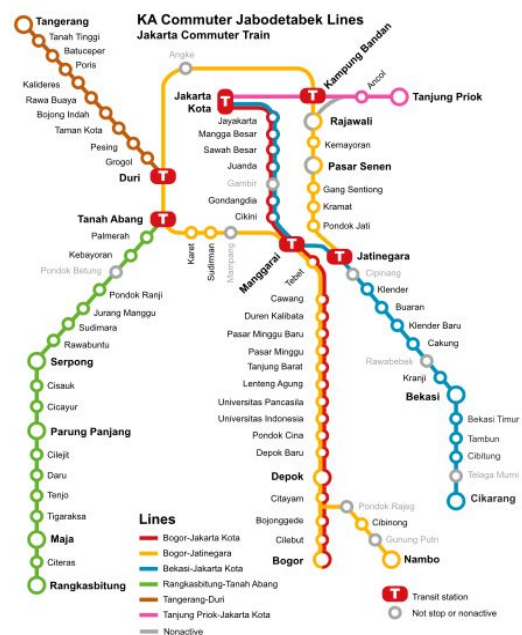 KA Commuter Jabodetabek Lines
Jakarta Commuter Train
Tangerang
Tanah Tinggi
Batuceper
Poris
Kalideres
Rawa Buaya
Bojong Indah
Taman Kota
Pesing
Grogol
Duri
T
Tanah Abang
T
Angke
Kampung Bandan
T
Ancol
Tanjung Priok
Jakarta
Kota
T
Jayakarta
Mangga Besar
Sawah Besar
Juanda
Gambir
Gondangdia
Cikini
Manggarai
T
Rajawali
Kemayoran
Pasar Senen
Gang Sentiong
Kramat
Pondok Jati
Jatinegara
T
Karet
Sudirman
Mampang
Tebet
Palmerah
Kebayoran
Pondok Betung
Pondok Ranji
Jurang Manggu
Sudimara
Rawabuntu
Serpong
Cisauk
Cicayur
Parung Panjang
Cilejit
Daru
Tenjo
Tigaraksa
Maja
Citeras
Rangkasbitung
Cawang
Duren Kalibata
Pasar Minggu Baru
Pasar Minggu
Tanjung Barat
Lenteng Agung
Universitas Pancasila
Universitas Indonesia
Pondok Cina
Depok Baru
Depok
Citayam
Bojonggede
Cilebut
Bogor
Pondok Rajeg
Cibinong
Gunung Putri
Nambo
Cipinang
Klender
Buaran
Klender Baru
Cakung
Rawabebek
Kranji
Bekasi
Bekasi Timur
Tambun
Cibitung
Telaga Murni
Cikarang
Lines
Bogor-Jakarta Kota
Bogor-Jatinegara
Bekasi-Jakarta Kota
Rangkasbitung-Tanah Abang
Tangerang-Duri
Tanjung Priok-Jakarta Kota
Nonactive
T
Transit station
Not stop or nonactive